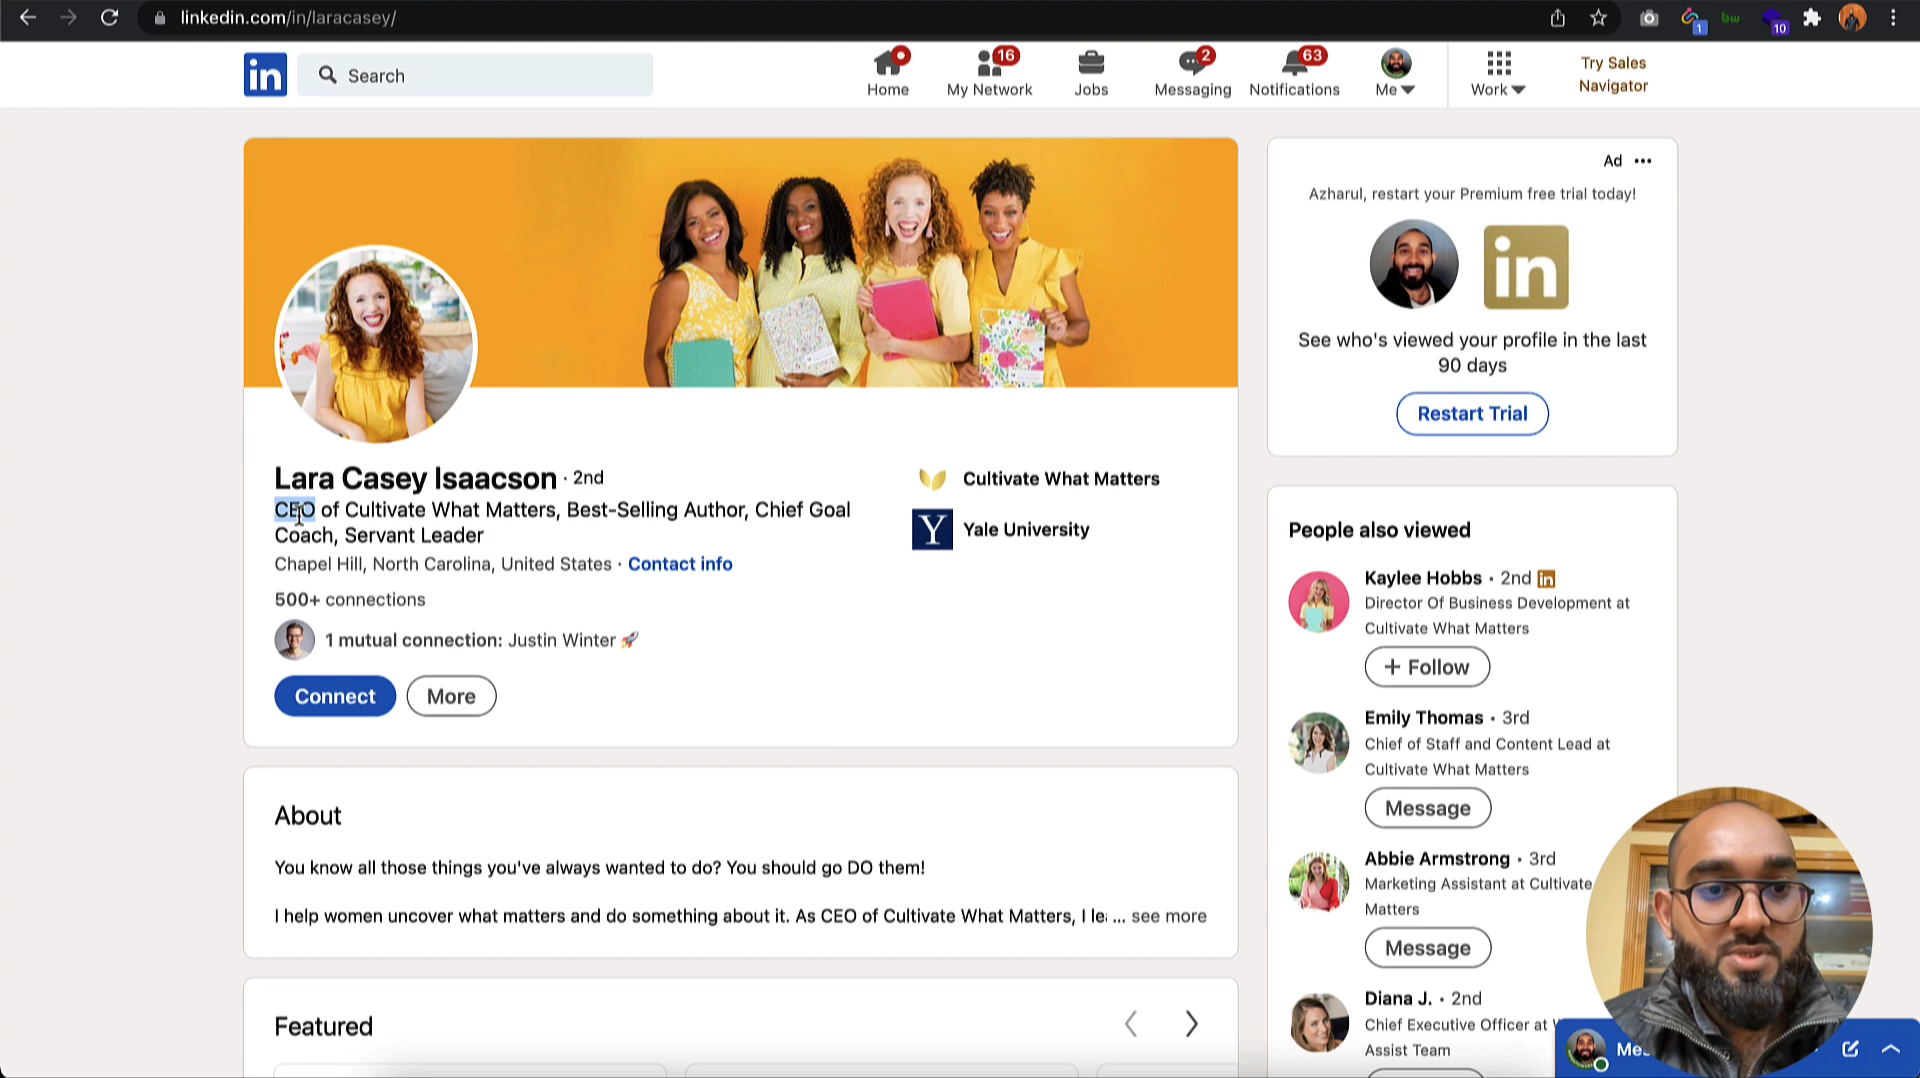 linkedin.com/in/laracasey/
1
bw
10
in
Search
Home
16
My Network
Jobs
2
Messaging
63
Notifications
Me
Work
Try Sales
Navigator
Ad
Azharul, restart your Premium free trial today!
in
See who's viewed your profile in the last
90 days
Restart Trial
Lara Casey Isaacson · 2nd
CEO of Cultivate What Matters, Best-Selling Author, Chief Goal
Coach, Servant Leader
Chapel Hill, North Carolina, United States · Contact info
500+ connections
1 mutual connection: Justin Winter 🚀
Connect
More
Cultivate What Matters
Y
Yale University
About
You know all those things you've always wanted to do? You should go DO them!
I help women uncover what matters and do something about it. As CEO of Cultivate What Matters, I le ... see more
Featured
People also viewed
Kaylee Hobbs • 2nd in
Director Of Business Development at
Cultivate What Matters
+ Follow
Emily Thomas • 3rd
Chief of Staff and Content Lead at
Cultivate What Matters
Message
Abbie Armstrong • 3rd
Marketing Assistant at Cultivate
Matters
Message
Diana J. • 2nd
Chief Executive Officer at
Assist Team